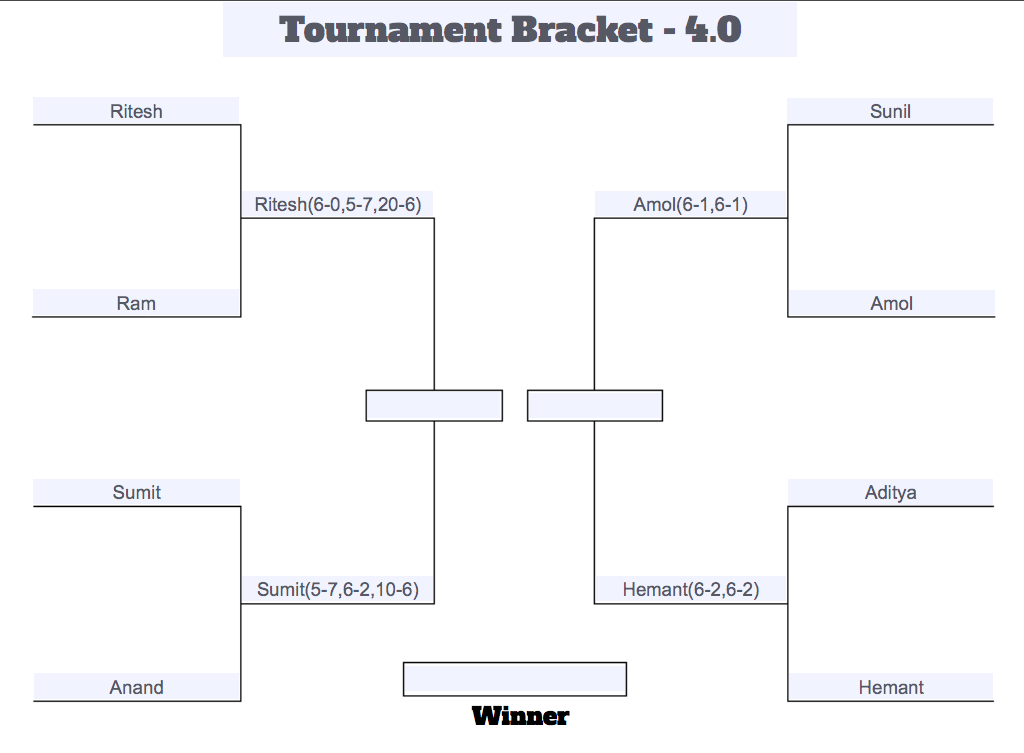 Tournament Bracket - 4.0
Ritesh
Sunil
Ritesh(6-0,5-7,20-6)
Amol(6-1,6-1)
Ram
Amol
Sumit
Aditya
Sumit(5-7,6-2,10-6)
Hemant(6-2,6-2)
Anand
Hemant
Winner